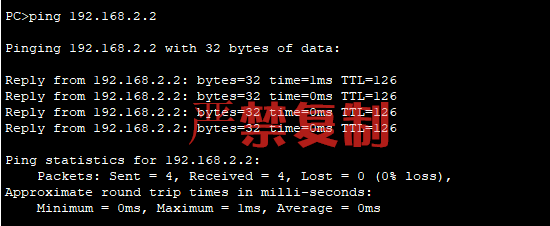 PC>ping 192.168.2.2
Pinging 192.168.2.2 with 32 bytes of data:
Reply from 192.168.2.2: bytes=32 time=1ms TTL=126
Reply from 192.168.2.2: bytes=32 time=0ms TTL=126
Reply from 192.168.2.2: bytes=32 time=0ms TTL=126
Reply from 192.168.2.2: bytes=32 time=0ms TTL=126
严禁复制
Ping statistics for 192.168.2.2:
Packets: Sent = 4, Received = 4, Lost = 0 (0% loss),
Approximate round trip times in milli-seconds:
Minimum = 0ms, Maximum = 1ms, Average = 0ms